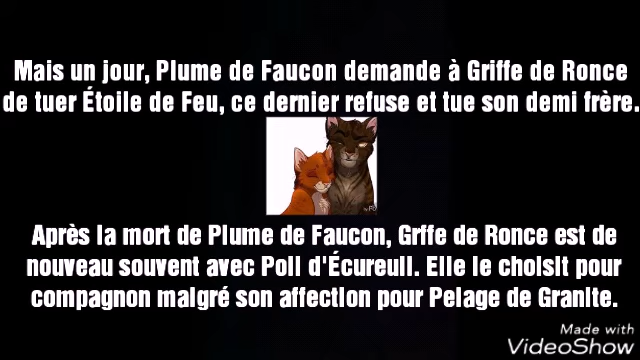 Mais un jour, Plume de Faucon demande à Griffe de Ronce
de tuer Étoile de Feu, ce dernier refuse et tue son demi frère.
Après la mort de Plume de Faucon, Grffe de Ronce est de
nouveau souvent avec Poil d'Écureuil. Elle le choisit pour
compagnon malgré son affection pour Pelage de Granite.
Made with
VideoShow